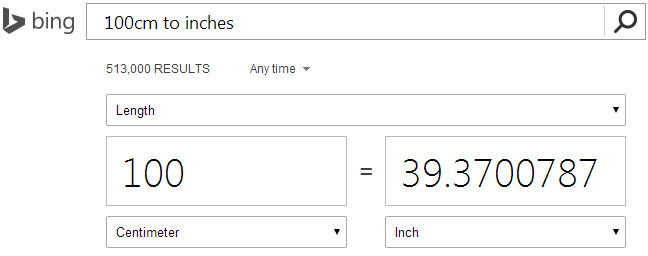 bing 100cm to inches
513,000 RESULTS Any time
Length
100 = 39.3700787
Centimeter Inch